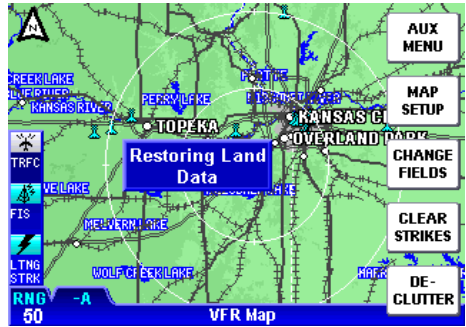 N
AUX MENU
MAP SETUP
CHANGE FIELDS
CLEAR STRIKES
DE-CLUTTER
CREEK LAKE
KANSAS RIVER
PERRY LAKE
PLATTE
TOPEKA
KANSAS C
OVERLAND PARK
Restoring Land
Data
TRFC
FIS
VE LAKE
MELVERN LAKE
LTNG
STRK
WOLF CREEK LAKE
RNG
-A
50
VFR Map